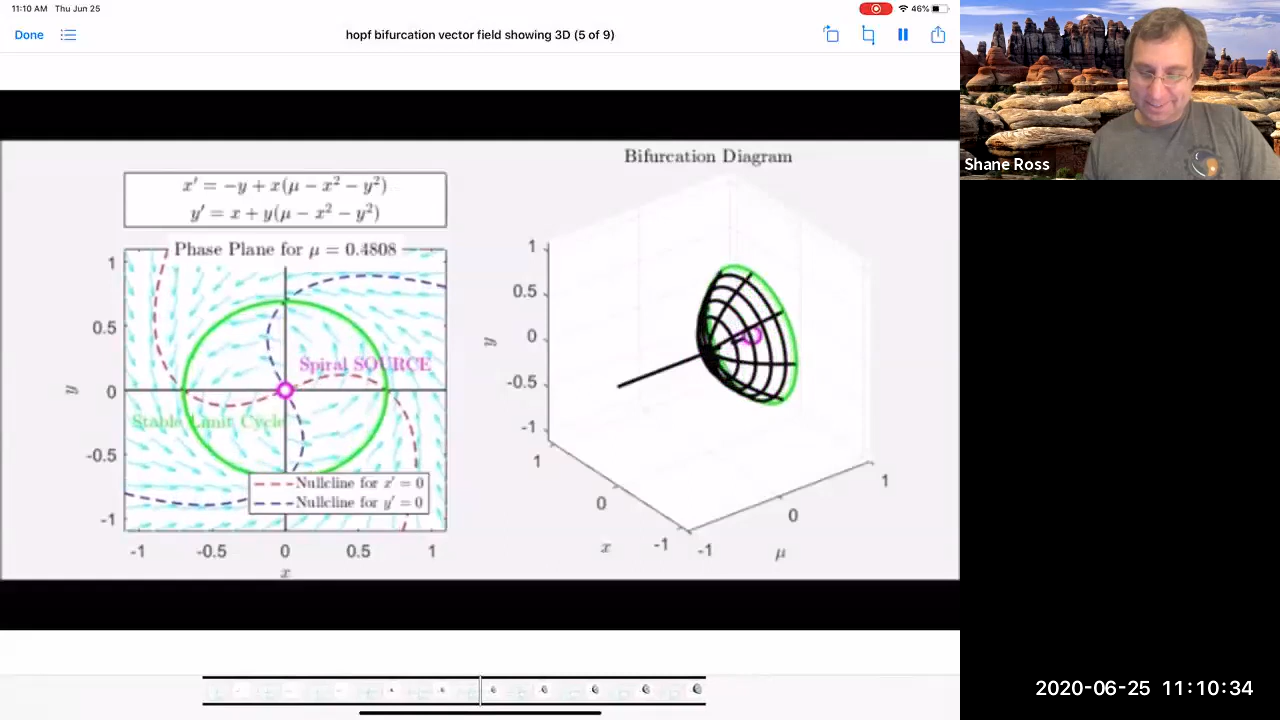 11:10 AM Thu Jun 25
46%
Done
hopf bifurcation vector field showing 3D (5 of 9)
Shane Ross
x' = −y + x(μ − x² − y²)
y' = x + y(μ − x² − y²)
Phase Plane for μ = 0.4808
1
0.5
0
-0.5
-1
y
Spiral SOURCE
Stable Limit Cycle
Nullcline for x' = 0
Nullcline for y' = 0
-1 -0.5 0 0.5 1
x
Bifurcation Diagram
1
0.5
0
-0.5
-1
y
1
0
-1
x
-1
0
1
μ
2020-06-25 11:10:34